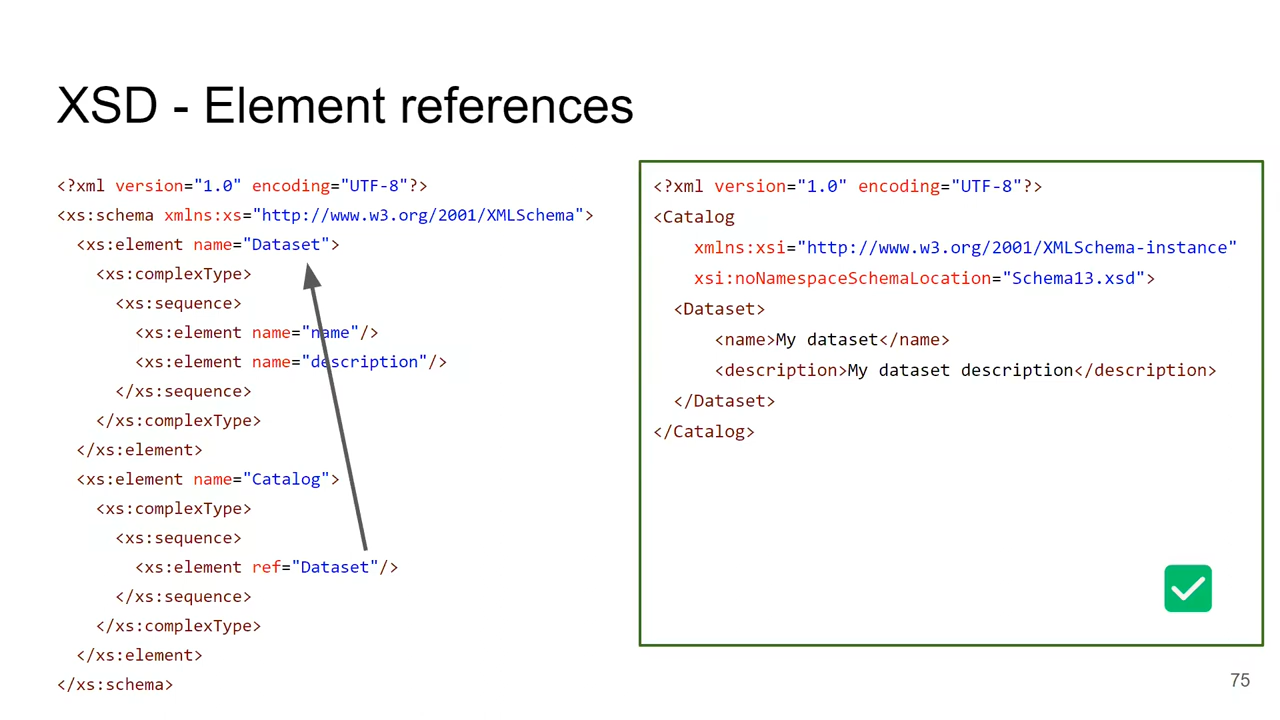 XSD - Element references
<?xml version="1.0" encoding="UTF-8"?>
<xs:schema xmlns:xs="http://www.w3.org/2001/XMLSchema">
  <xs:element name="Dataset">
    <xs:complexType>
      <xs:sequence>
        <xs:element name="name"/>
        <xs:element name="description"/>
      </xs:sequence>
    </xs:complexType>
  </xs:element>
  <xs:element name="Catalog">
    <xs:complexType>
      <xs:sequence>
        <xs:element ref="Dataset"/>
      </xs:sequence>
    </xs:complexType>
  </xs:element>
</xs:schema>
<?xml version="1.0" encoding="UTF-8"?>
<Catalog
    xmlns:xsi="http://www.w3.org/2001/XMLSchema-instance"
    xsi:noNamespaceSchemaLocation="Schema13.xsd">
  <Dataset>
      <name>My dataset</name>
      <description>My dataset description</description>
  </Dataset>
</Catalog>
75